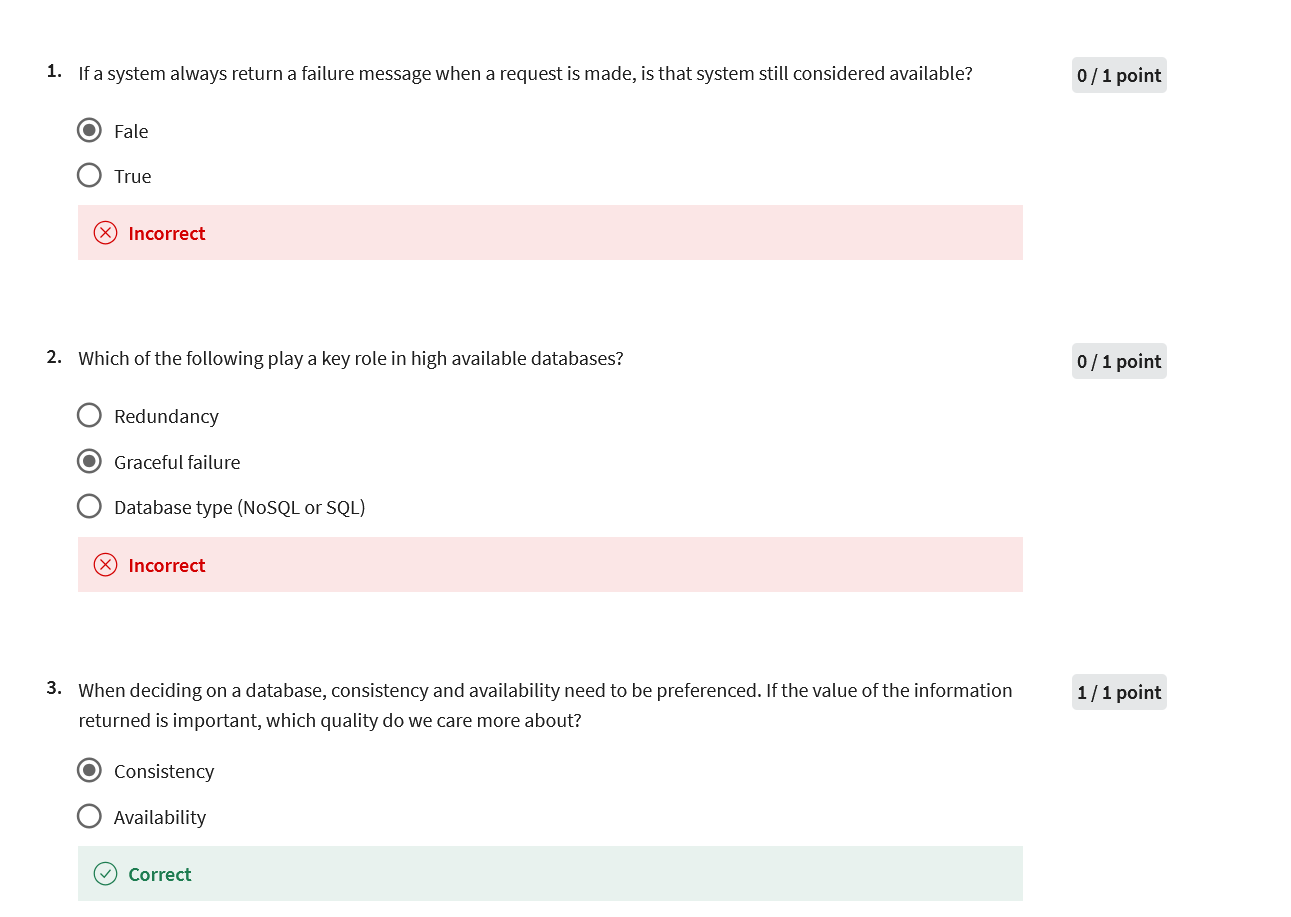 1. If a system always return a failure message when a request is made, is that system still considered available?
0 / 1 point
Fale
True
Incorrect
2. Which of the following play a key role in high available databases?
0 / 1 point
Redundancy
Graceful failure
Database type (NoSQL or SQL)
Incorrect
3. When deciding on a database, consistency and availability need to be preferenced. If the value of the information
returned is important, which quality do we care more about?
1 / 1 point
Consistency
Availability
Correct